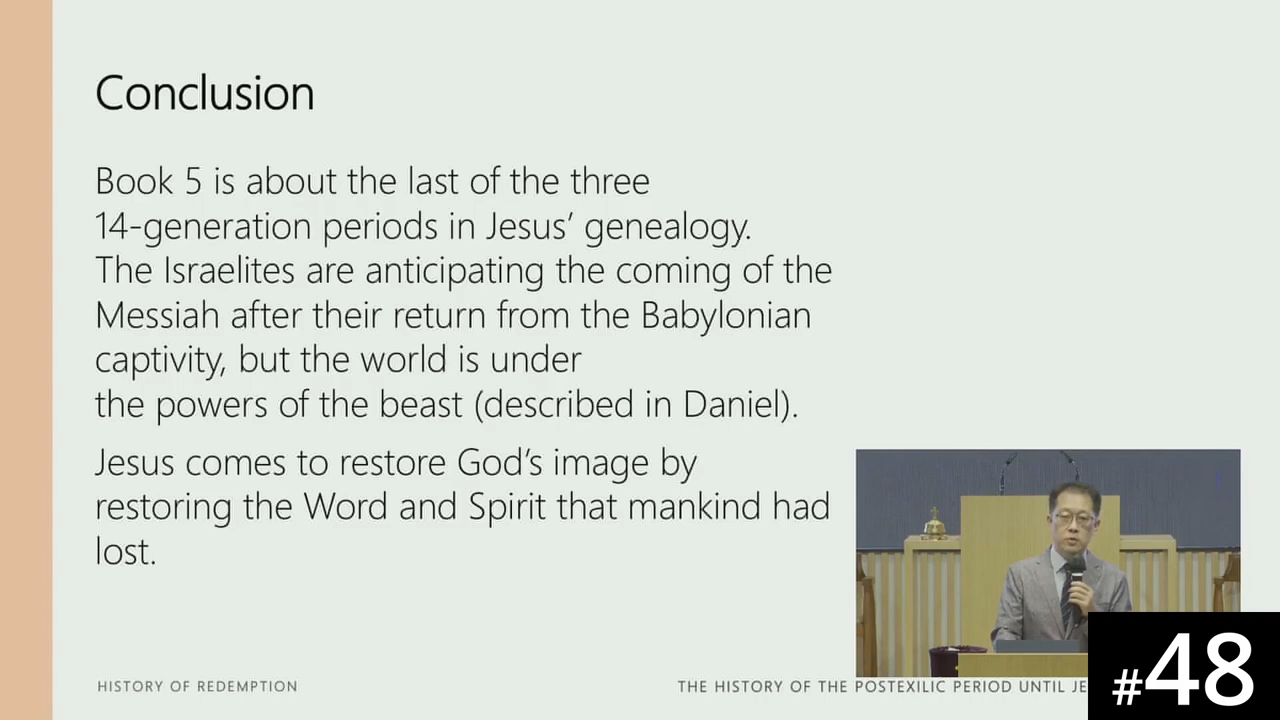 Conclusion
Book 5 is about the last of the three
14-generation periods in Jesus’ genealogy.
The Israelites are anticipating the coming of the
Messiah after their return from the Babylonian
captivity, but the world is under
the powers of the beast (described in Daniel).
Jesus comes to restore God’s image by
restoring the Word and Spirit that mankind had
lost.
HISTORY OF REDEMPTION
THE HISTORY OF THE POSTEXILIC PERIOD UNTIL
#48